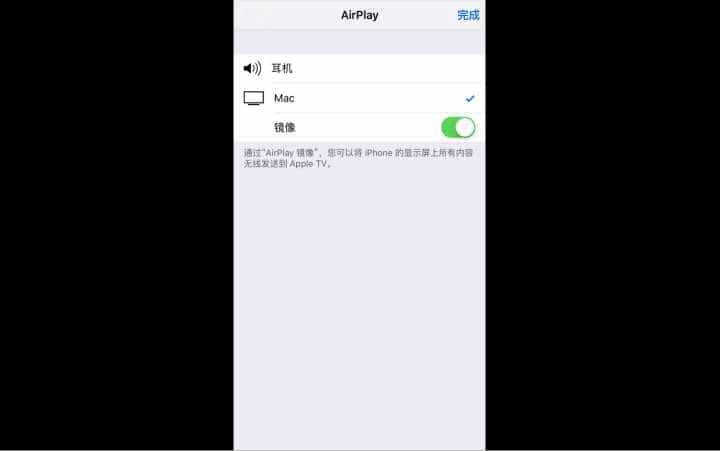 AirPlay 完成
耳机
Mac
镜像
通过“AirPlay 镜像”，您可以将 iPhone 的显示屏上所有内容
无线发送到 Apple TV。